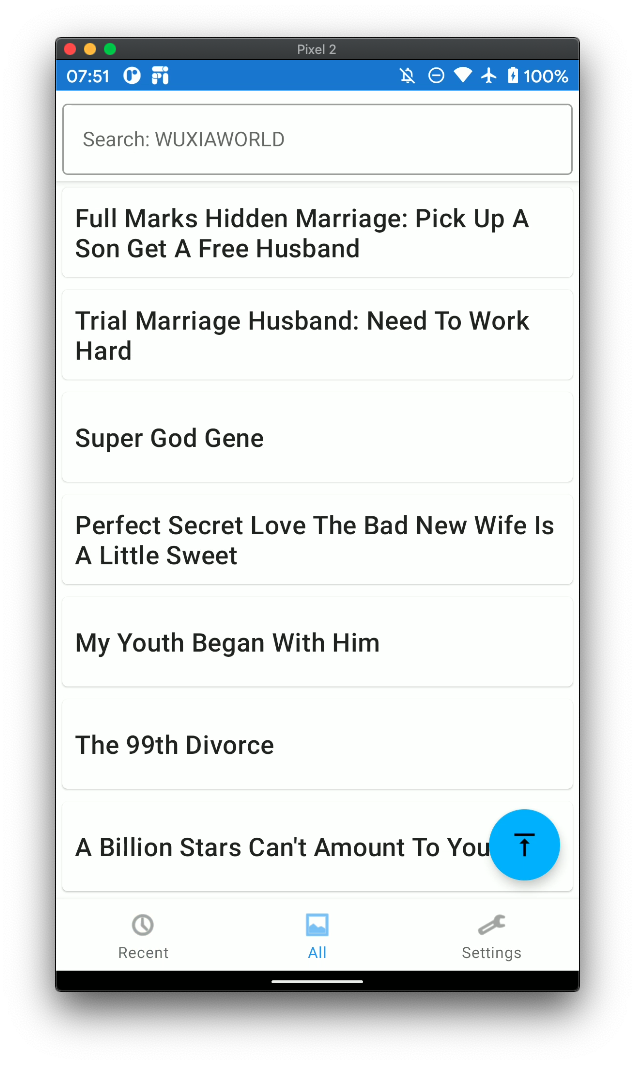 Pixel 2
07:51
100%
Search: WUXIAWORLD
Full Marks Hidden Marriage: Pick Up A
Son Get A Free Husband
Trial Marriage Husband: Need To Work
Hard
Super God Gene
Perfect Secret Love The Bad New Wife Is
A Little Sweet
My Youth Began With Him
The 99th Divorce
A Billion Stars Can't Amount To You
Recent
All
Settings